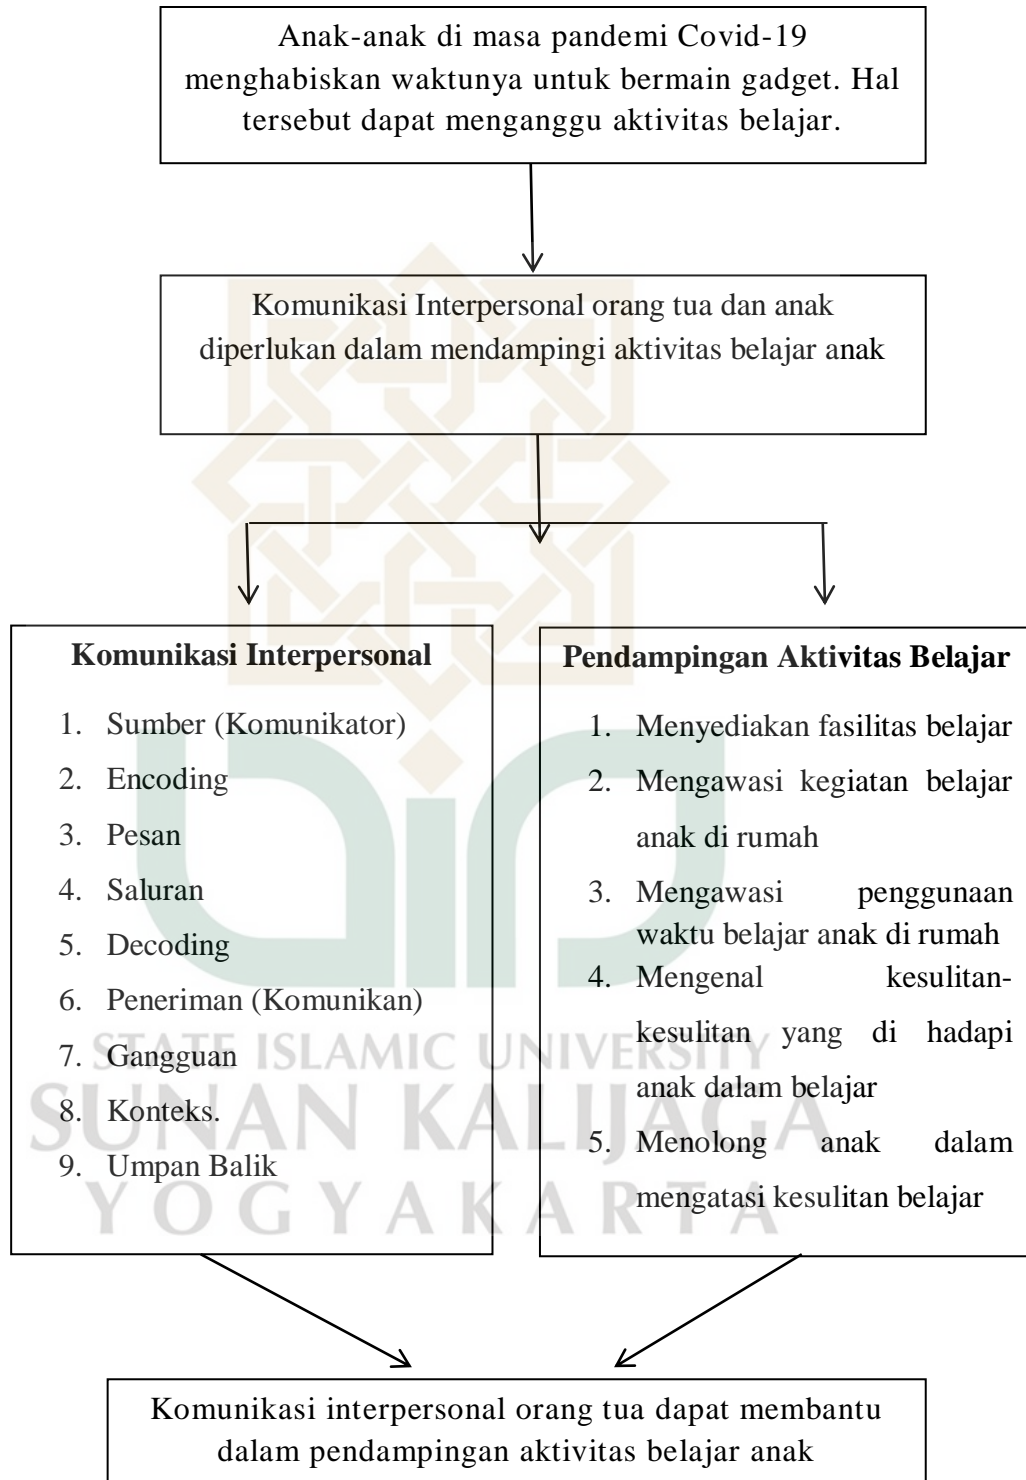 Anak-anak di masa pandemi Covid-19
menghabiskan waktunya untuk bermain gadget. Hal
tersebut dapat menganggu aktivitas belajar.
Komunikasi Interpersonal orang tua dan anak
diperlukan dalam mendampingi aktivitas belajar anak
Komunikasi Interpersonal
1. Sumber (Komunikator)
2. Encoding
3. Pesan
4. Saluran
5. Decoding
6. Peneriman (Komunikan)
7. Gangguan
8. Konteks.
9. Umpan Balik
Pendampingan Aktivitas Belajar
1. Menyediakan fasilitas belajar
2. Mengawasi kegiatan belajar
anak di rumah
3. Mengawasi penggunaan
waktu belajar anak di rumah
4. Mengenal kesulitan-
kesulitan yang di hadapi
anak dalam belajar
5. Menolong anak dalam
mengatasi kesulitan belajar
STATE ISLAMIC UNIVERSITY
SUNAN KALIJAGA
YOGYAKARTA
Komunikasi interpersonal orang tua dapat membantu
dalam pendampingan aktivitas belajar anak